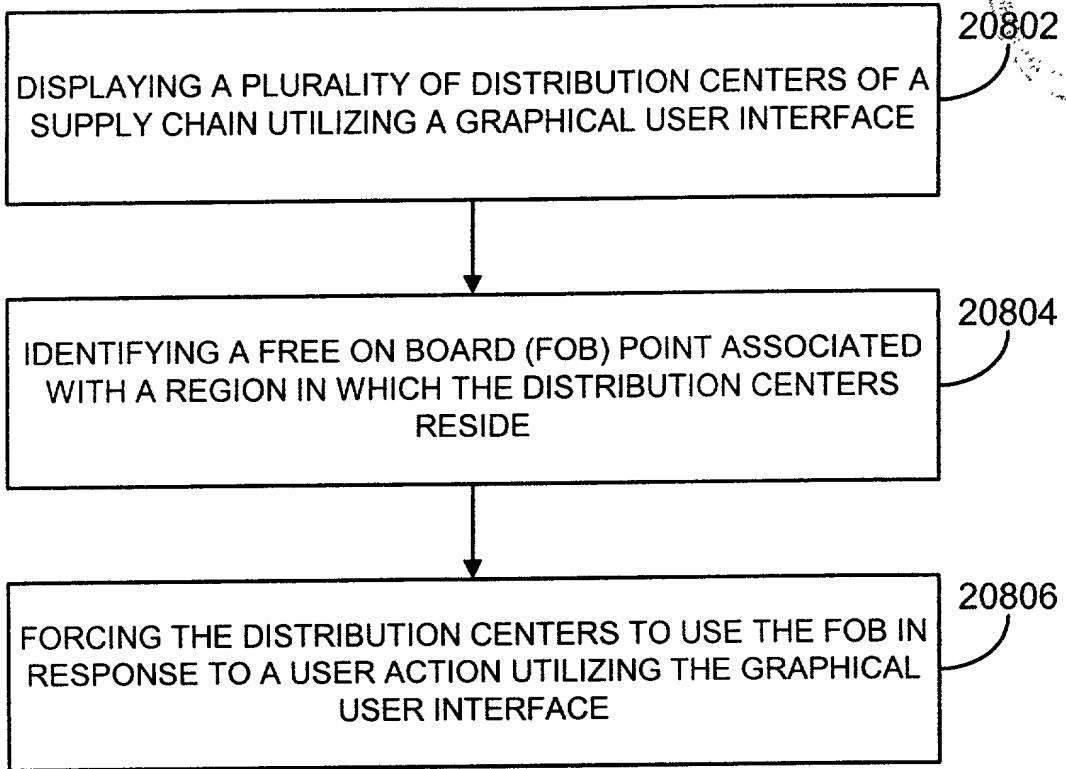 20802
DISPLAYING A PLURALITY OF DISTRIBUTION CENTERS OF A
SUPPLY CHAIN UTILIZING A GRAPHICAL USER INTERFACE
20804
IDENTIFYING A FREE ON BOARD (FOB) POINT ASSOCIATED
WITH A REGION IN WHICH THE DISTRIBUTION CENTERS
RESIDE
20806
FORCING THE DISTRIBUTION CENTERS TO USE THE FOB IN
RESPONSE TO A USER ACTION UTILIZING THE GRAPHICAL
USER INTERFACE